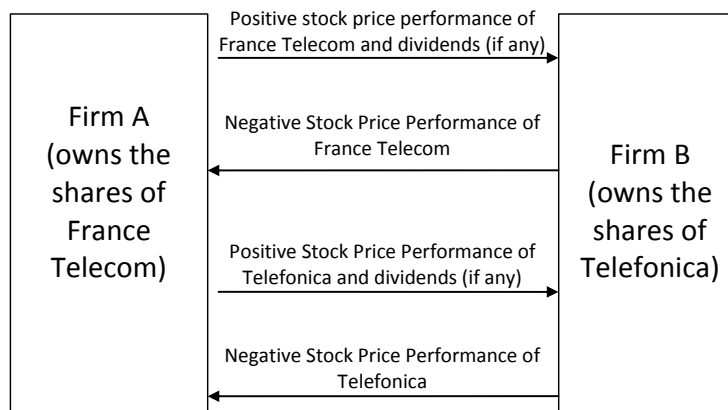 Positive stock price performance of
France Telecom and dividends (if any)
Firm A
(owns the
shares of
France
Telecom)
Negative Stock Price Performance of
France Telecom
Firm B
(owns the
shares of
Telefonica)
Positive Stock Price Performance of
Telefonica and dividends (if any)
Negative Stock Price Performance of
Telefonica